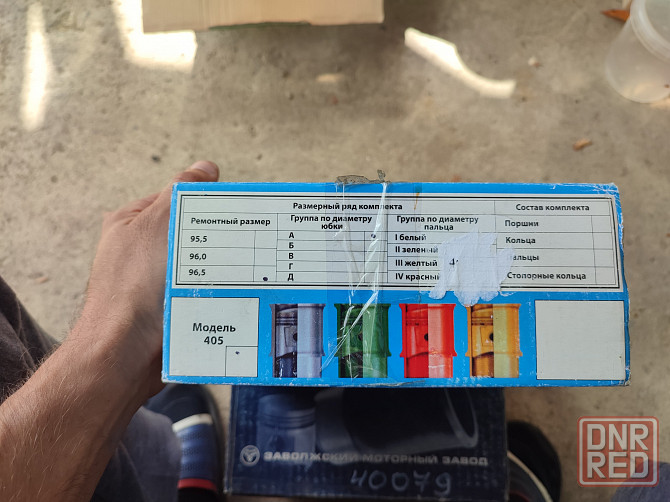 Размерный ряд комплекта Состав комплекта
Ремонтный размер Группа по диаметру юбки Группа по диаметру пальца Поршни
95,5 А I белый Кольца
Б II зеленый
96,0 В III желтый
Г
96,5 Д IV красный Столорные кольца
Модель
405
ЗАВОЛЖСКИЙ МОТОРНЫЙ ЗАВОД
40079
DNR
RED